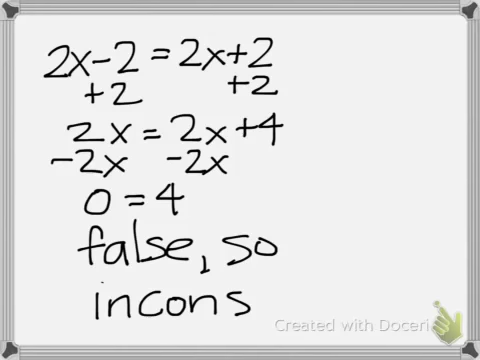 2x-2 = 2x+2
+2 +2
2x = 2x +4
-2x -2x
0 = 4
false, so
incons
Created with Doceri